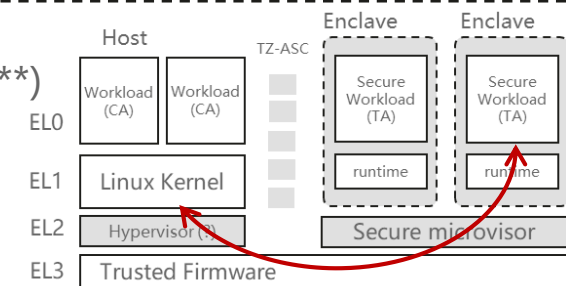 Enclave
Enclave
Host
TZ-ASC
**)
Workload
(CA)
Workload
(CA)
Secure
Workload
(TA)
Secure
Workload
(TA)
EL0
runtime
runtime
EL1
Linux Kernel
EL2
Hypervisor (?)
Secure microvisor
EL3
Trusted Firmware